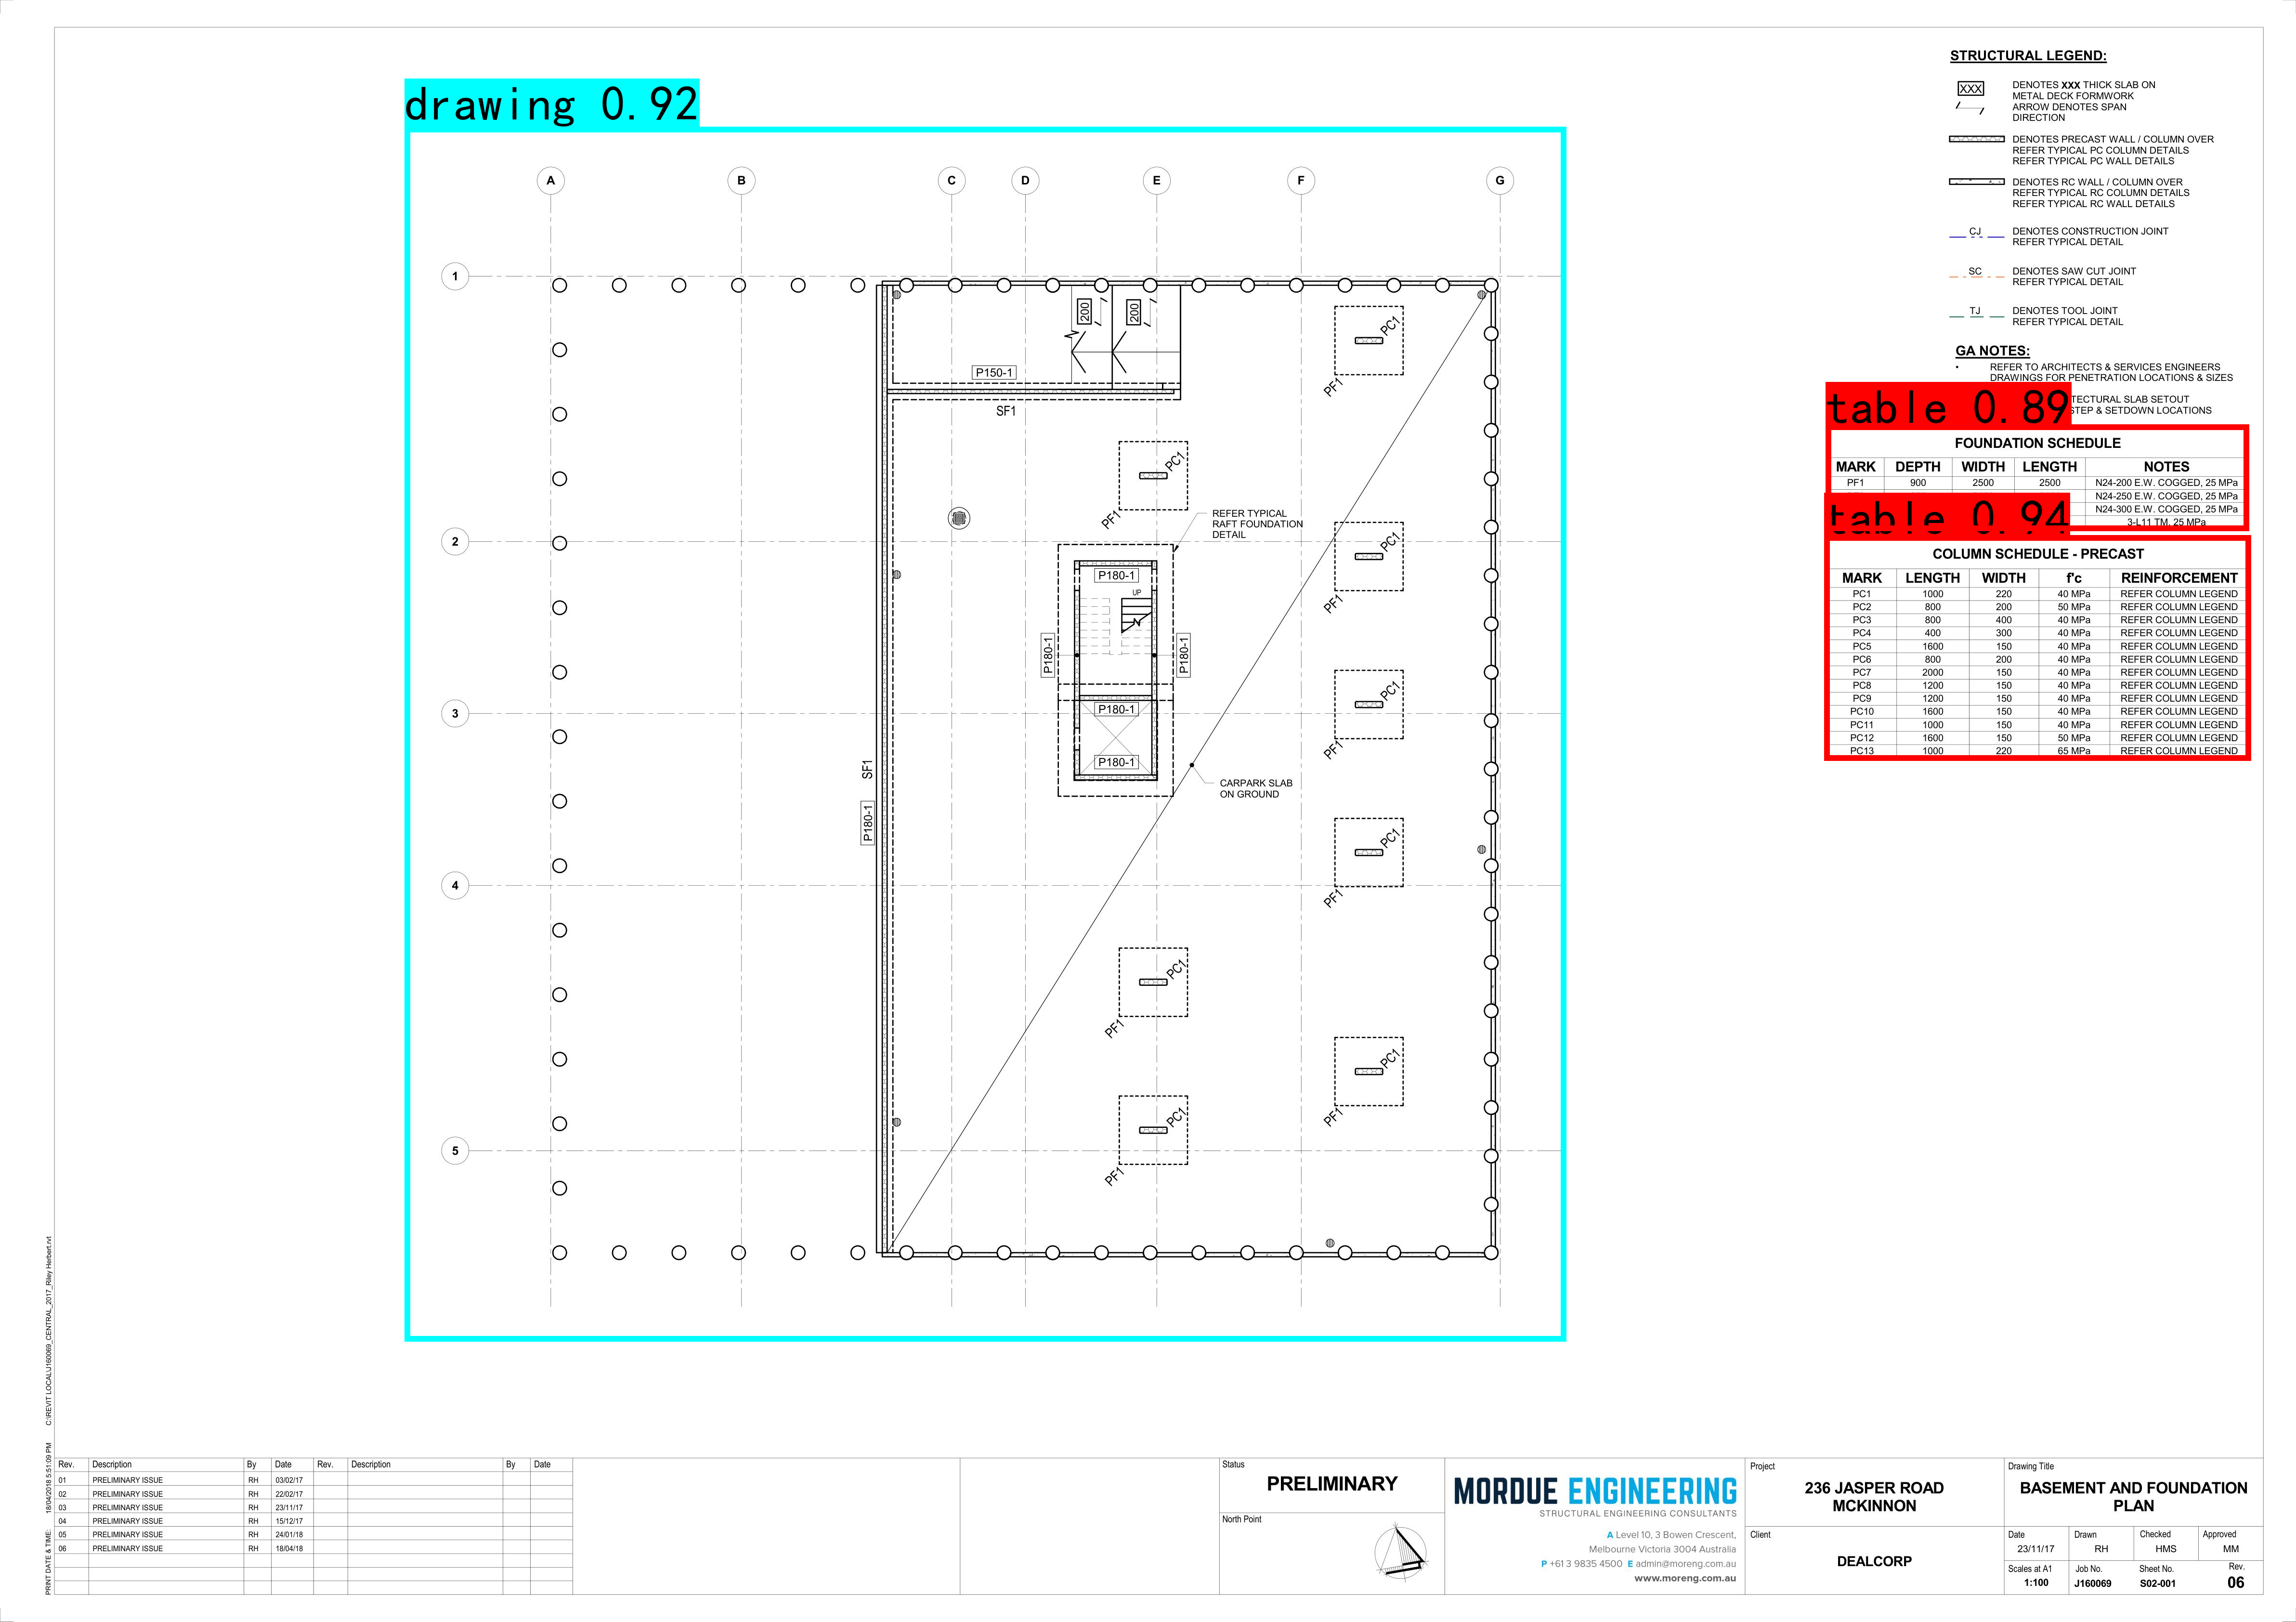 drawing 0.92
A B C D E F G
1
2
3
4
5
200
200
P150-1
SF1
PC1
PF1
PC1
PF1
REFER TYPICAL
RAFT FOUNDATION
DETAIL
PC1
PF1
P180-1
UP
P180-1
P180-1
P180-1
PC1
PF1
P180-1
SF1
P180-1
CARPARK SLAB
ON GROUND
PC1
PF1
PC1
PF1
PC1
PF1
PC1
PF1
STRUCTURAL LEGEND:
XXX
DENOTES XXX THICK SLAB ON
METAL DECK FORMWORK
ARROW DENOTES SPAN
DIRECTION
DENOTES PRECAST WALL / COLUMN OVER
REFER TYPICAL PC COLUMN DETAILS
REFER TYPICAL PC WALL DETAILS
DENOTES RC WALL / COLUMN OVER
REFER TYPICAL RC COLUMN DETAILS
REFER TYPICAL RC WALL DETAILS
CJ DENOTES CONSTRUCTION JOINT
REFER TYPICAL DETAIL
SC DENOTES SAW CUT JOINT
REFER TYPICAL DETAIL
TJ DENOTES TOOL JOINT
REFER TYPICAL DETAIL
GA NOTES:
• REFER TO ARCHITECTS & SERVICES ENGINEERS
DRAWINGS FOR PENETRATION LOCATIONS & SIZES
SLAB SETOUT
STEP & SETDOWN LOCATIONS
table 0.89
FOUNDATION SCHEDULE
MARK DEPTH WIDTH LENGTH NOTES
PF1 900 2500 2500 N24-200 E.W. COGGED, 25 MPa
N24-250 E.W. COGGED, 25 MPa
N24-300 E.W. COGGED, 25 MPa
3-L11 TM, 25 MPa
table 0.94
COLUMN SCHEDULE - PRECAST
MARK LENGTH WIDTH f'c REINFORCEMENT
PC1 1000 220 40 MPa REFER COLUMN LEGEND
PC2 800 200 50 MPa REFER COLUMN LEGEND
PC3 800 400 40 MPa REFER COLUMN LEGEND
PC4 400 300 40 MPa REFER COLUMN LEGEND
PC5 1600 150 40 MPa REFER COLUMN LEGEND
PC6 800 200 40 MPa REFER COLUMN LEGEND
PC7 2000 150 40 MPa REFER COLUMN LEGEND
PC8 1200 150 40 MPa REFER COLUMN LEGEND
PC9 1200 150 40 MPa REFER COLUMN LEGEND
PC10 1600 150 40 MPa REFER COLUMN LEGEND
PC11 1000 150 40 MPa REFER COLUMN LEGEND
PC12 1600 150 50 MPa REFER COLUMN LEGEND
PC13 1000 220 65 MPa REFER COLUMN LEGEND
PRINT DATE & TIME: 18/04/2018 5:51:09 PM C:\REVIT LOCAL\J160069_CENTRAL_2017_Riley Herbert.rvt
Rev. Description By Date Rev. Description By Date
01 PRELIMINARY ISSUE RH 03/02/17
02 PRELIMINARY ISSUE RH 22/02/17
03 PRELIMINARY ISSUE RH 23/11/17
04 PRELIMINARY ISSUE RH 15/12/17
05 PRELIMINARY ISSUE RH 24/01/18
06 PRELIMINARY ISSUE RH 18/04/18
Status
PRELIMINARY
North Point
MORDUE ENGINEERING
STRUCTURAL ENGINEERING CONSULTANTS
A Level 10, 3 Bowen Crescent,
Melbourne Victoria 3004 Australia
P +61 3 9835 4500 E admin@moreng.com.au
www.moreng.com.au
Project
236 JASPER ROAD
MCKINNON
Client
DEALCORP
Drawing Title
BASEMENT AND FOUNDATION
PLAN
Date Drawn Checked Approved
23/11/17 RH HMS MM
Scales at A1 Job No. Sheet No. Rev.
1:100 J160069 S02-001 06